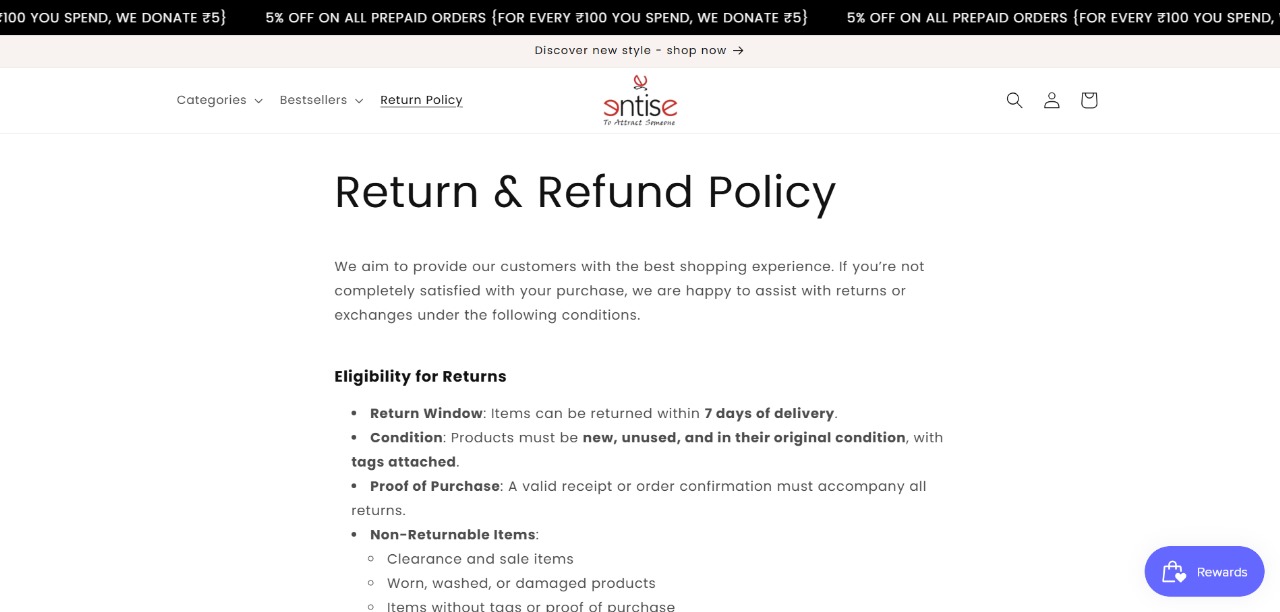 ₹100 YOU SPEND, WE DONATE ₹5} 5% OFF ON ALL PREPAID ORDERS {FOR EVERY ₹100 YOU SPEND, WE DONATE ₹5} 5% OFF ON ALL PREPAID ORDERS {FOR EVERY ₹100 YOU SPEND,
Discover new style - shop now →
Categories Bestsellers Return Policy
entise
To Attract Someone
Return & Refund Policy
We aim to provide our customers with the best shopping experience. If you’re not
completely satisfied with your purchase, we are happy to assist with returns or
exchanges under the following conditions.
Eligibility for Returns
• Return Window: Items can be returned within 7 days of delivery.
• Condition: Products must be new, unused, and in their original condition, with
tags attached.
• Proof of Purchase: A valid receipt or order confirmation must accompany all
returns.
• Non-Returnable Items:
○ Clearance and sale items
○ Worn, washed, or damaged products
○ Items without tags or proof of purchase
Rewards